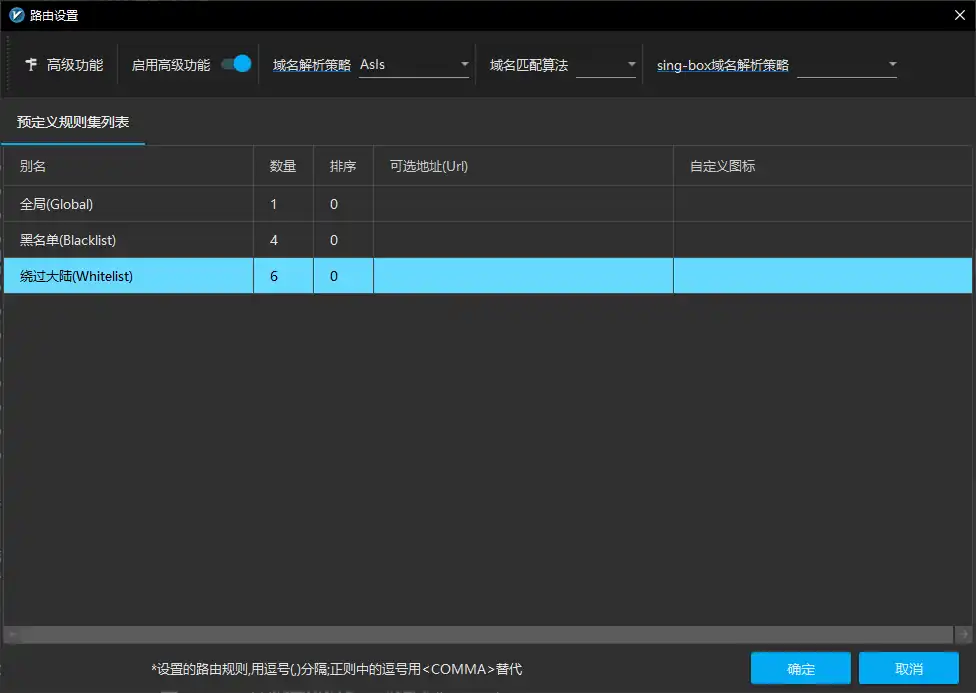 路由设置
高级功能 启用高级功能 域名解析策略 AsIs 域名匹配算法 sing-box域名解析策略
预定义规则集列表
别名 数量 排序 可选地址(Url) 自定义图标
全局(Global) 1 0
黑名单(Blacklist) 4 0
绕过大陆(Whitelist) 6 0
*设置的路由规则,用逗号(,)分隔;正则中的逗号用<COMMA>替代 确定 取消